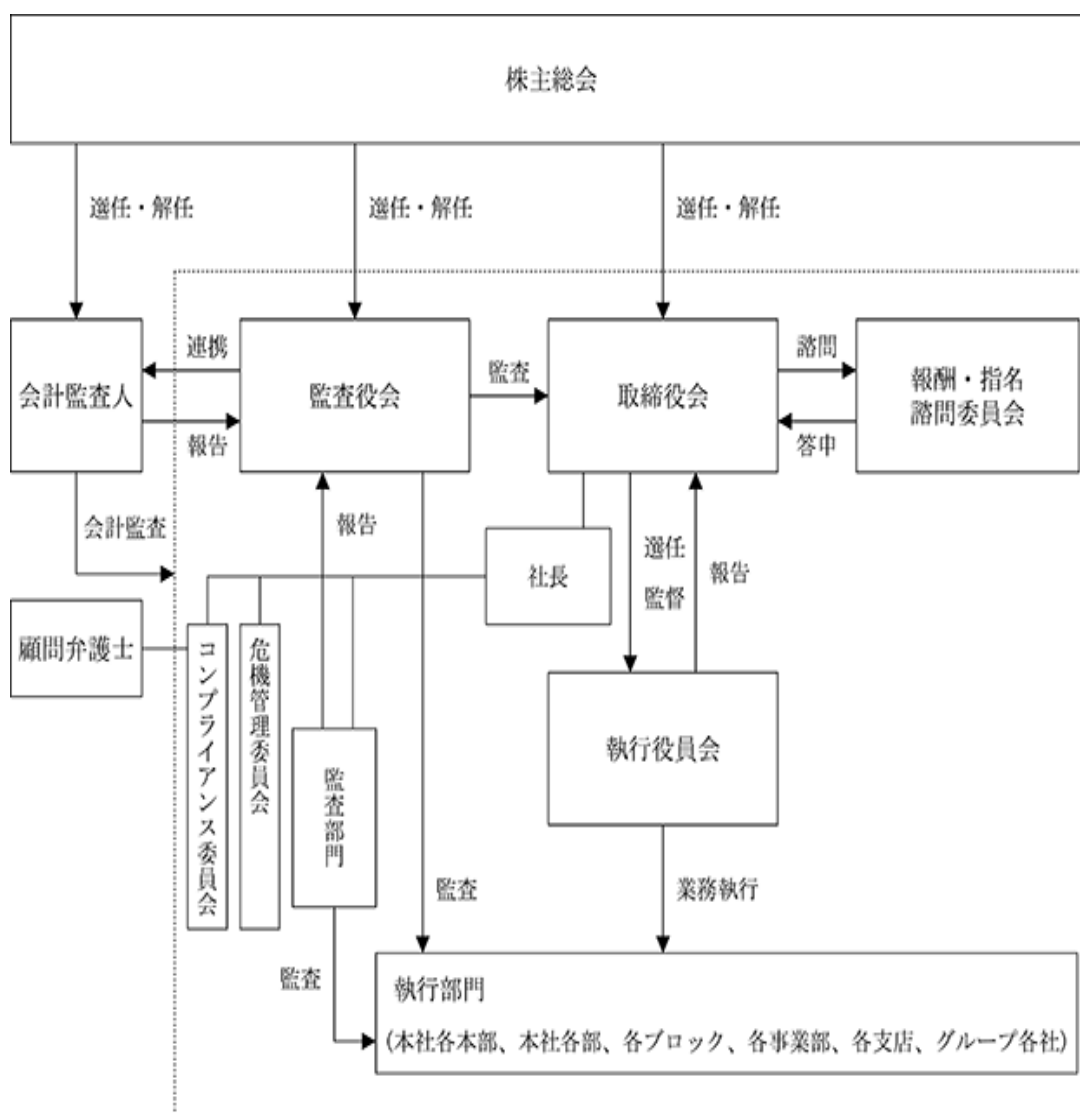 株主総会
選任・解任
選任・解任
選任・解任
会計監査人
連携
報告
監査役会
監査
取締役会
諮問
答申
報酬・指名
諮問委員会
会計監査
報告
社長
選任
監督
報告
顧問弁護士
コンプライアンス委員会
危機管理委員会
監査部門
執行役員会
監査
業務執行
監査
執行部門
(本社各本部、本社各部、各ブロック、各事業部、各支店、グループ各社)